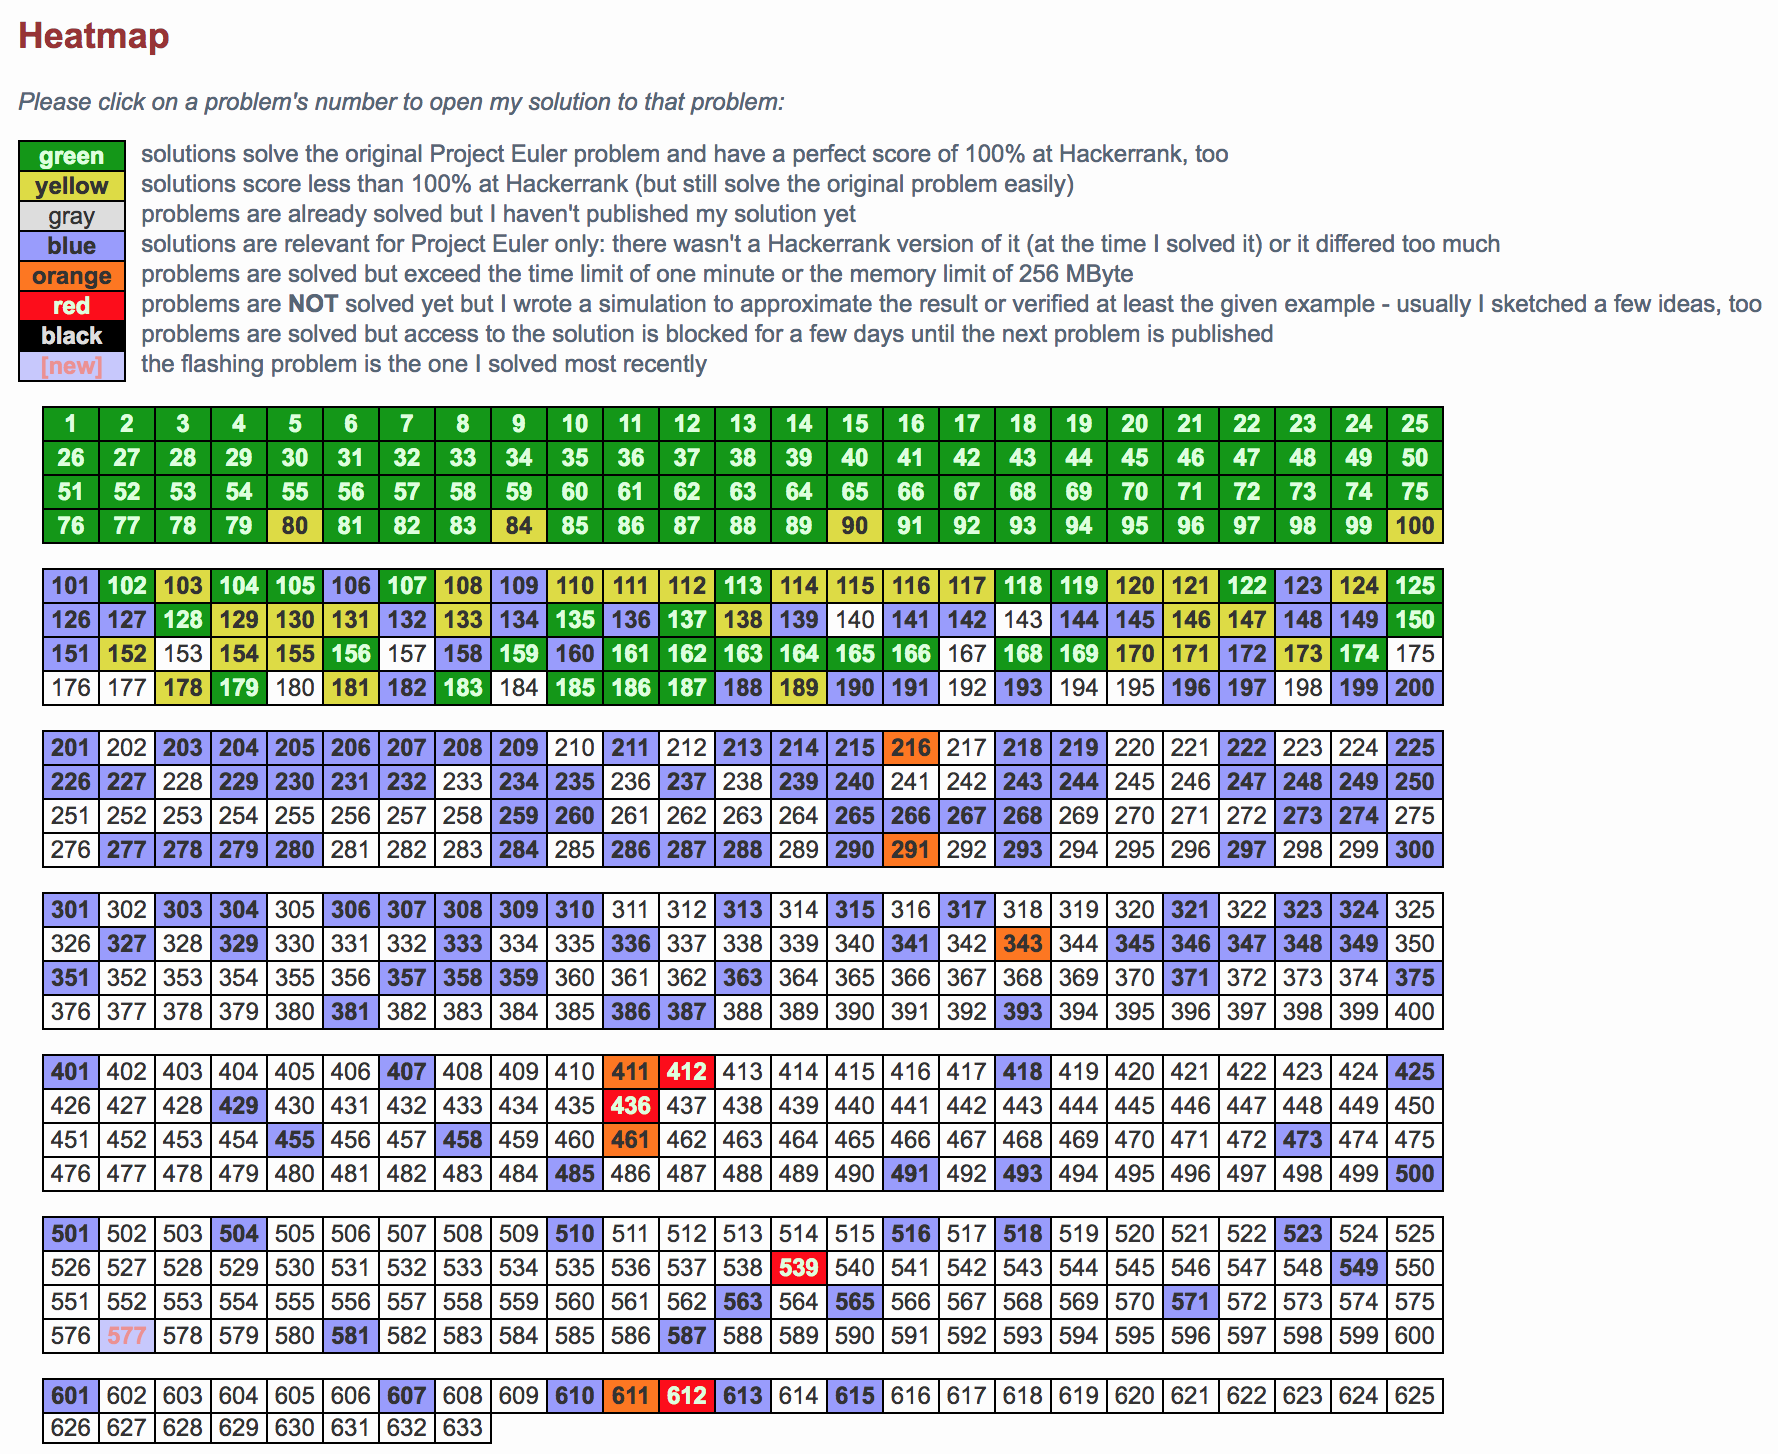 Heatmap
Please click on a problem's number to open my solution to that problem:
green solutions solve the original Project Euler problem and have a perfect score of 100% at Hackerrank, too
yellow solutions score less than 100% at Hackerrank (but still solve the original problem easily)
gray problems are already solved but I haven't published my solution yet
blue solutions are relevant for Project Euler only: there wasn't a Hackerrank version of it (at the time I solved it) or it differed too much
orange problems are solved but exceed the time limit of one minute or the memory limit of 256 MByte
red problems are NOT solved yet but I wrote a simulation to approximate the result or verified at least the given example - usually I sketched a few ideas, too
black problems are solved but access to the solution is blocked for a few days until the next problem is published
[new] the flashing problem is the one I solved most recently
1 2 3 4 5 6 7 8 9 10 11 12 13 14 15 16 17 18 19 20 21 22 23 24 25
26 27 28 29 30 31 32 33 34 35 36 37 38 39 40 41 42 43 44 45 46 47 48 49 50
51 52 53 54 55 56 57 58 59 60 61 62 63 64 65 66 67 68 69 70 71 72 73 74 75
76 77 78 79 80 81 82 83 84 85 86 87 88 89 90 91 92 93 94 95 96 97 98 99 100
101 102 103 104 105 106 107 108 109 110 111 112 113 114 115 116 117 118 119 120 121 122 123 124 125
126 127 128 129 130 131 132 133 134 135 136 137 138 139 140 141 142 143 144 145 146 147 148 149 150
151 152 153 154 155 156 157 158 159 160 161 162 163 164 165 166 167 168 169 170 171 172 173 174 175
176 177 178 179 180 181 182 183 184 185 186 187 188 189 190 191 192 193 194 195 196 197 198 199 200
201 202 203 204 205 206 207 208 209 210 211 212 213 214 215 216 217 218 219 220 221 222 223 224 225
226 227 228 229 230 231 232 233 234 235 236 237 238 239 240 241 242 243 244 245 246 247 248 249 250
251 252 253 254 255 256 257 258 259 260 261 262 263 264 265 266 267 268 269 270 271 272 273 274 275
276 277 278 279 280 281 282 283 284 285 286 287 288 289 290 291 292 293 294 295 296 297 298 299 300
301 302 303 304 305 306 307 308 309 310 311 312 313 314 315 316 317 318 319 320 321 322 323 324 325
326 327 328 329 330 331 332 333 334 335 336 337 338 339 340 341 342 343 344 345 346 347 348 349 350
351 352 353 354 355 356 357 358 359 360 361 362 363 364 365 366 367 368 369 370 371 372 373 374 375
376 377 378 379 380 381 382 383 384 385 386 387 388 389 390 391 392 393 394 395 396 397 398 399 400
401 402 403 404 405 406 407 408 409 410 411 412 413 414 415 416 417 418 419 420 421 422 423 424 425
426 427 428 429 430 431 432 433 434 435 436 437 438 439 440 441 442 443 444 445 446 447 448 449 450
451 452 453 454 455 456 457 458 459 460 461 462 463 464 465 466 467 468 469 470 471 472 473 474 475
476 477 478 479 480 481 482 483 484 485 486 487 488 489 490 491 492 493 494 495 496 497 498 499 500
501 502 503 504 505 506 507 508 509 510 511 512 513 514 515 516 517 518 519 520 521 522 523 524 525
526 527 528 529 530 531 532 533 534 535 536 537 538 539 540 541 542 543 544 545 546 547 548 549 550
551 552 553 554 555 556 557 558 559 560 561 562 563 564 565 566 567 568 569 570 571 572 573 574 575
576 577 578 579 580 581 582 583 584 585 586 587 588 589 590 591 592 593 594 595 596 597 598 599 600
601 602 603 604 605 606 607 608 609 610 611 612 613 614 615 616 617 618 619 620 621 622 623 624 625
626 627 628 629 630 631 632 633